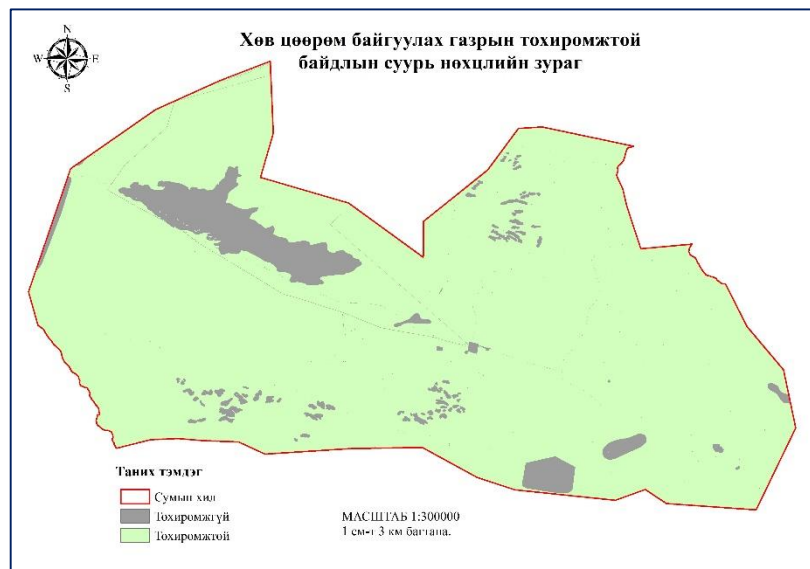 Хөв цөөрөм байгуулах газрын тохиромжтой
байдлын суурь нөхцлийн зураг
N
W E
S
Таних тэмдэг
Сумын хил
Тохиромжгүй
Тохиромжтой
МАСШТАБ 1:300000
1 см-т 3 км багтана.